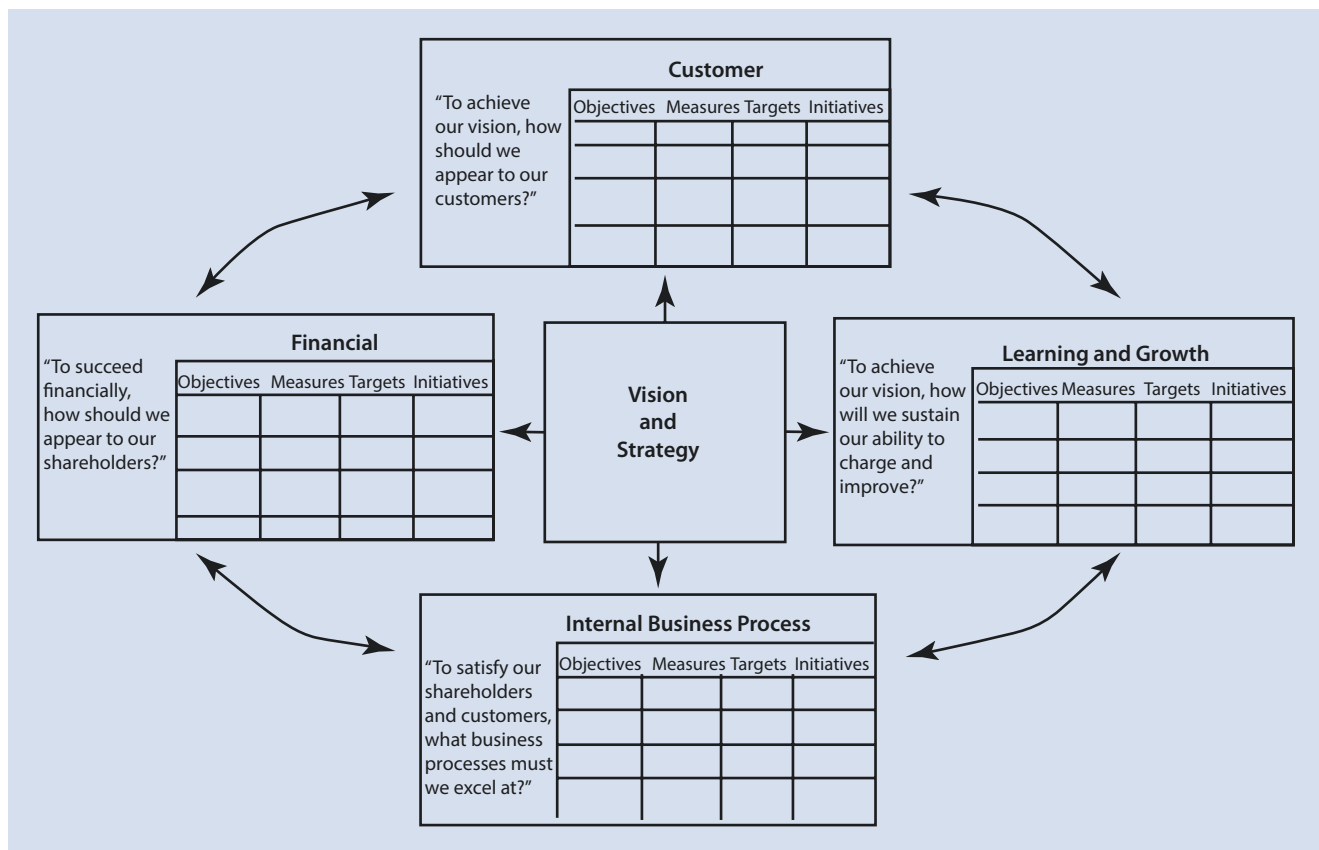 Customer
“To achieve
our vision, how
should we
appear to our
customers?”
Objectives Measures Targets Initiatives
Financial
“To succeed
financially,
how should we
appear to our
shareholders?”
Objectives Measures Targets Initiatives
Vision
and
Strategy
Learning and Growth
“To achieve
our vision, how
will we sustain
our ability to
charge and
improve?”
Objectives Measures Targets Initiatives
Internal Business Process
“To satisfy our
shareholders
and customers,
what business
processes must
we excel at?”
Objectives Measures Targets Initiatives